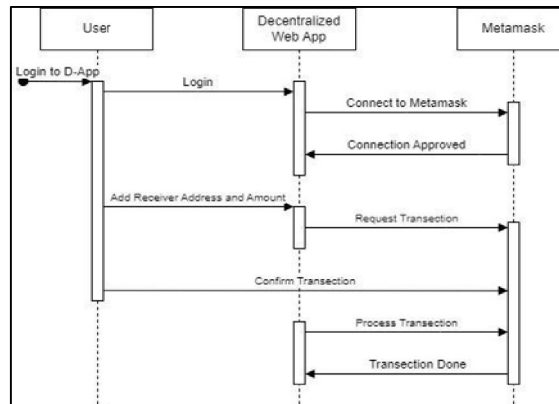 User
Decentralized
Web App
Metamask
Login to D-App
Login
Connect to Metamask
Connection Approved
Add Receiver Address and Amount
Request Transection
Confirm Transection
Process Transection
Transection Done